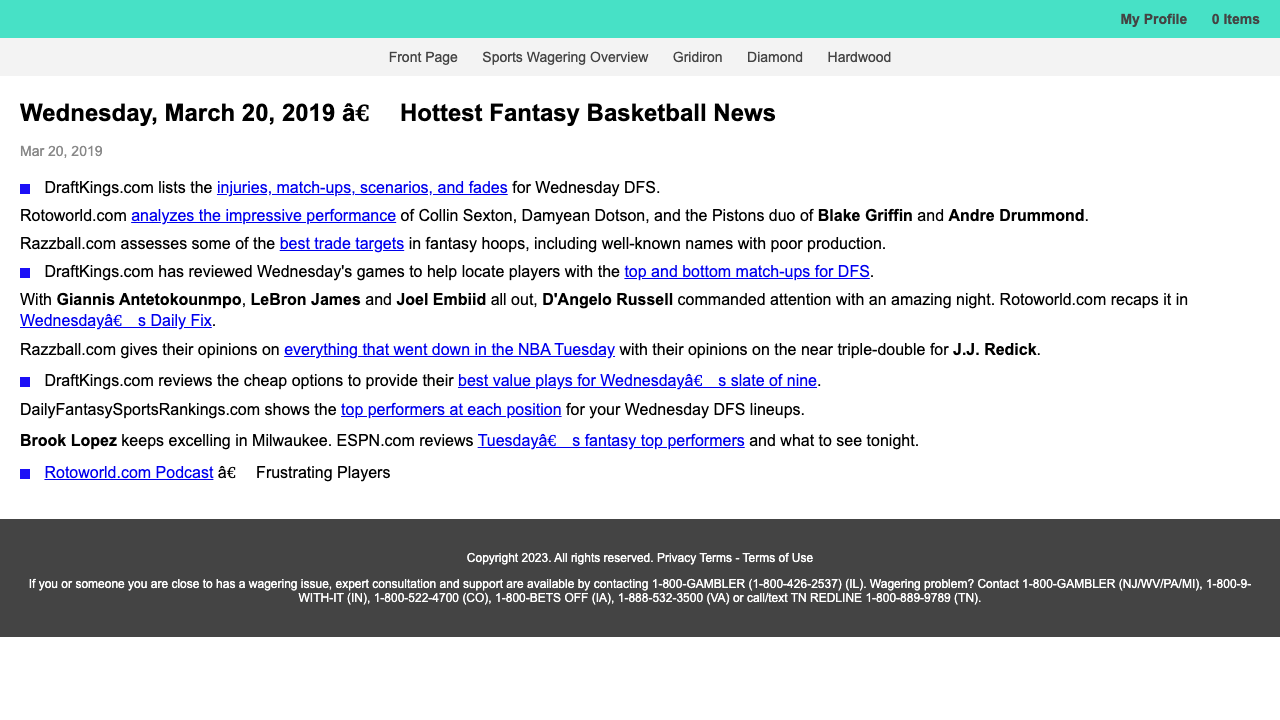 My Profile 0 Items
Front Page Sports Wagering Overview Gridiron Diamond Hardwood
Wednesday, March 20, 2019 â€ Hottest Fantasy Basketball News
Mar 20, 2019
DraftKings.com lists the injuries, match-ups, scenarios, and fades for Wednesday DFS.
Rotoworld.com analyzes the impressive performance of Collin Sexton, Damyean Dotson, and the Pistons duo of Blake Griffin and Andre Drummond.
Razzball.com assesses some of the best trade targets in fantasy hoops, including well-known names with poor production.
DraftKings.com has reviewed Wednesday's games to help locate players with the top and bottom match-ups for DFS.
With Giannis Antetokounmpo, LeBron James and Joel Embiid all out, D'Angelo Russell commanded attention with an amazing night. Rotoworld.com recaps it in
Wednesdayâ€ s Daily Fix.
Razzball.com gives their opinions on everything that went down in the NBA Tuesday with their opinions on the near triple-double for J.J. Redick.
DraftKings.com reviews the cheap options to provide their best value plays for Wednesdayâ€ s slate of nine.
DailyFantasySportsRankings.com shows the top performers at each position for your Wednesday DFS lineups.
Brook Lopez keeps excelling in Milwaukee. ESPN.com reviews Tuesdayâ€ s fantasy top performers and what to see tonight.
Rotoworld.com Podcast â€ Frustrating Players
Copyright 2023. All rights reserved. Privacy Terms - Terms of Use
If you or someone you are close to has a wagering issue, expert consultation and support are available by contacting 1-800-GAMBLER (1-800-426-2537) (IL). Wagering problem? Contact 1-800-GAMBLER (NJ/WV/PA/MI), 1-800-9-
WITH-IT (IN), 1-800-522-4700 (CO), 1-800-BETS OFF (IA), 1-888-532-3500 (VA) or call/text TN REDLINE 1-800-889-9789 (TN).